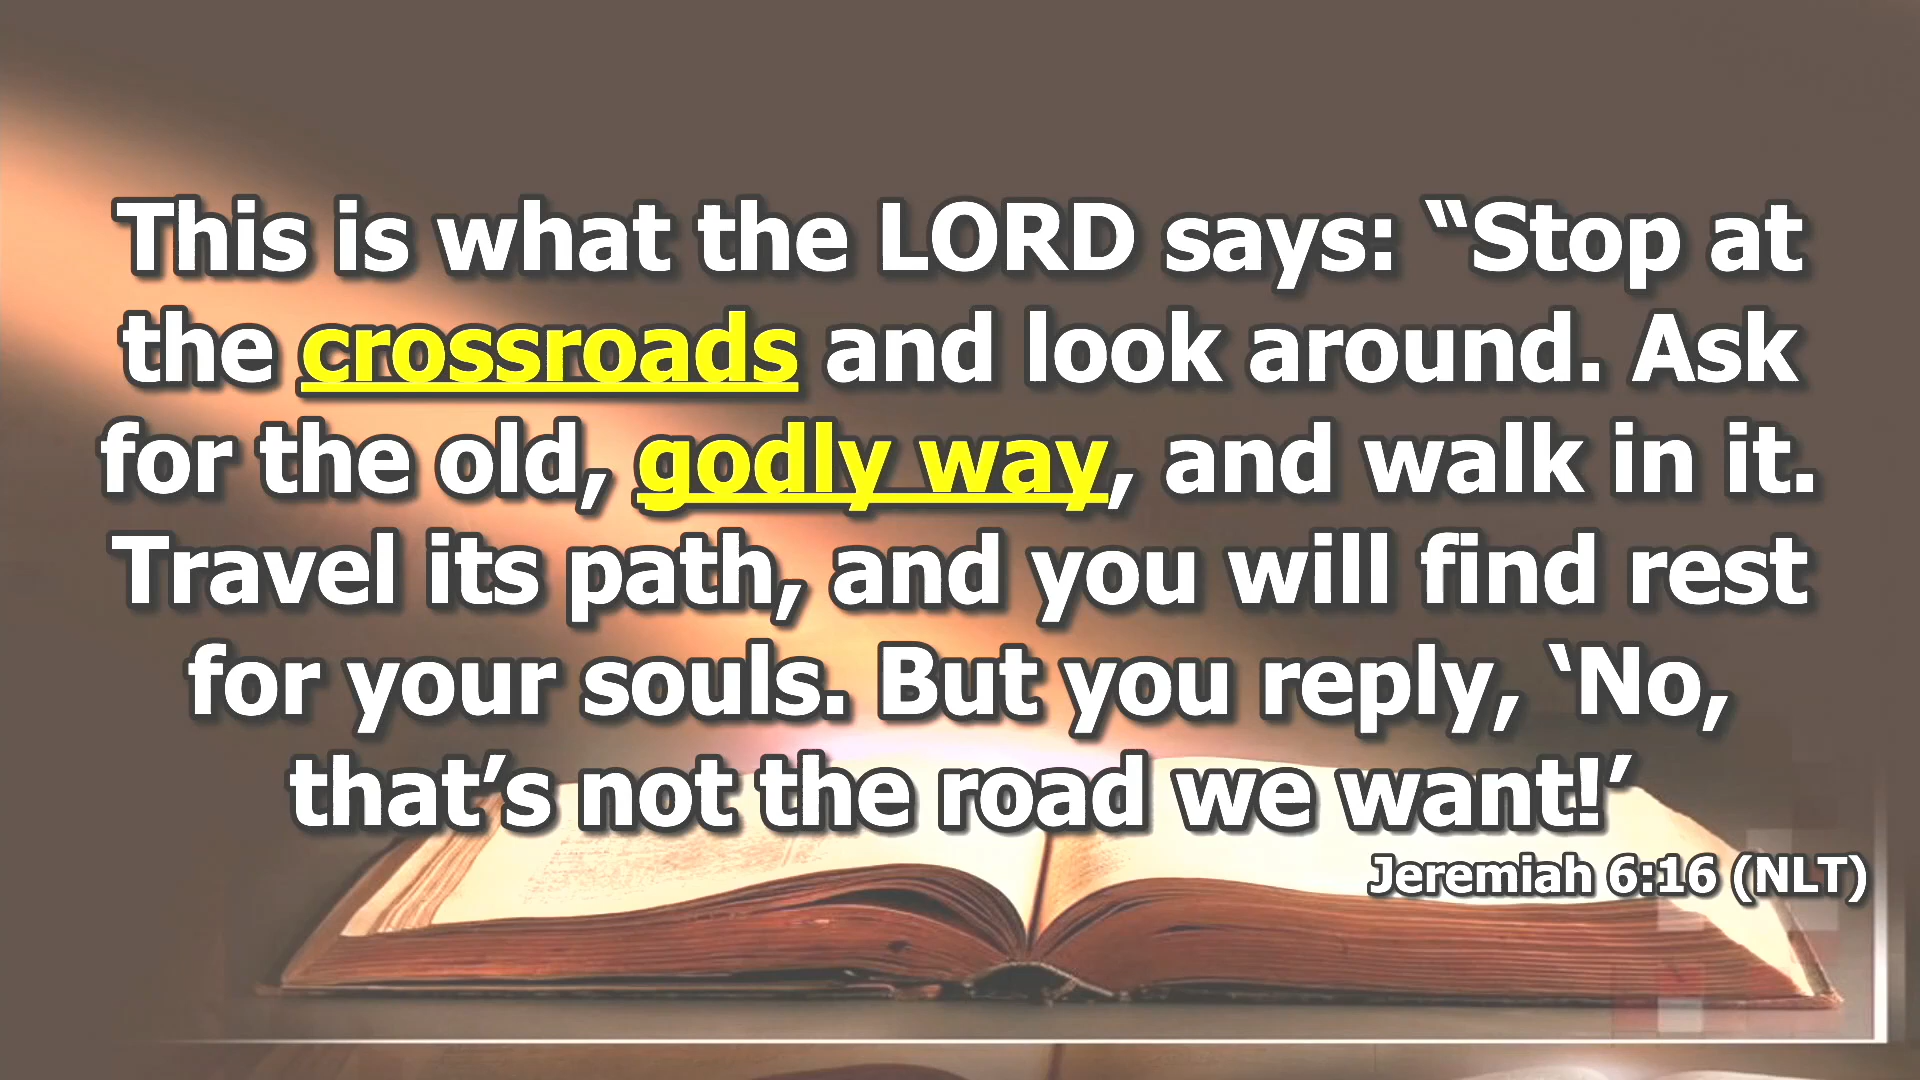 This is what the LORD says: “Stop at
the crossroads and look around. Ask
for the old, godly way, and walk in it.
Travel its path, and you will find rest
for your souls. But you reply, ‘No,
that’s not the road we want!’
Jeremiah 6:16 (NLT)